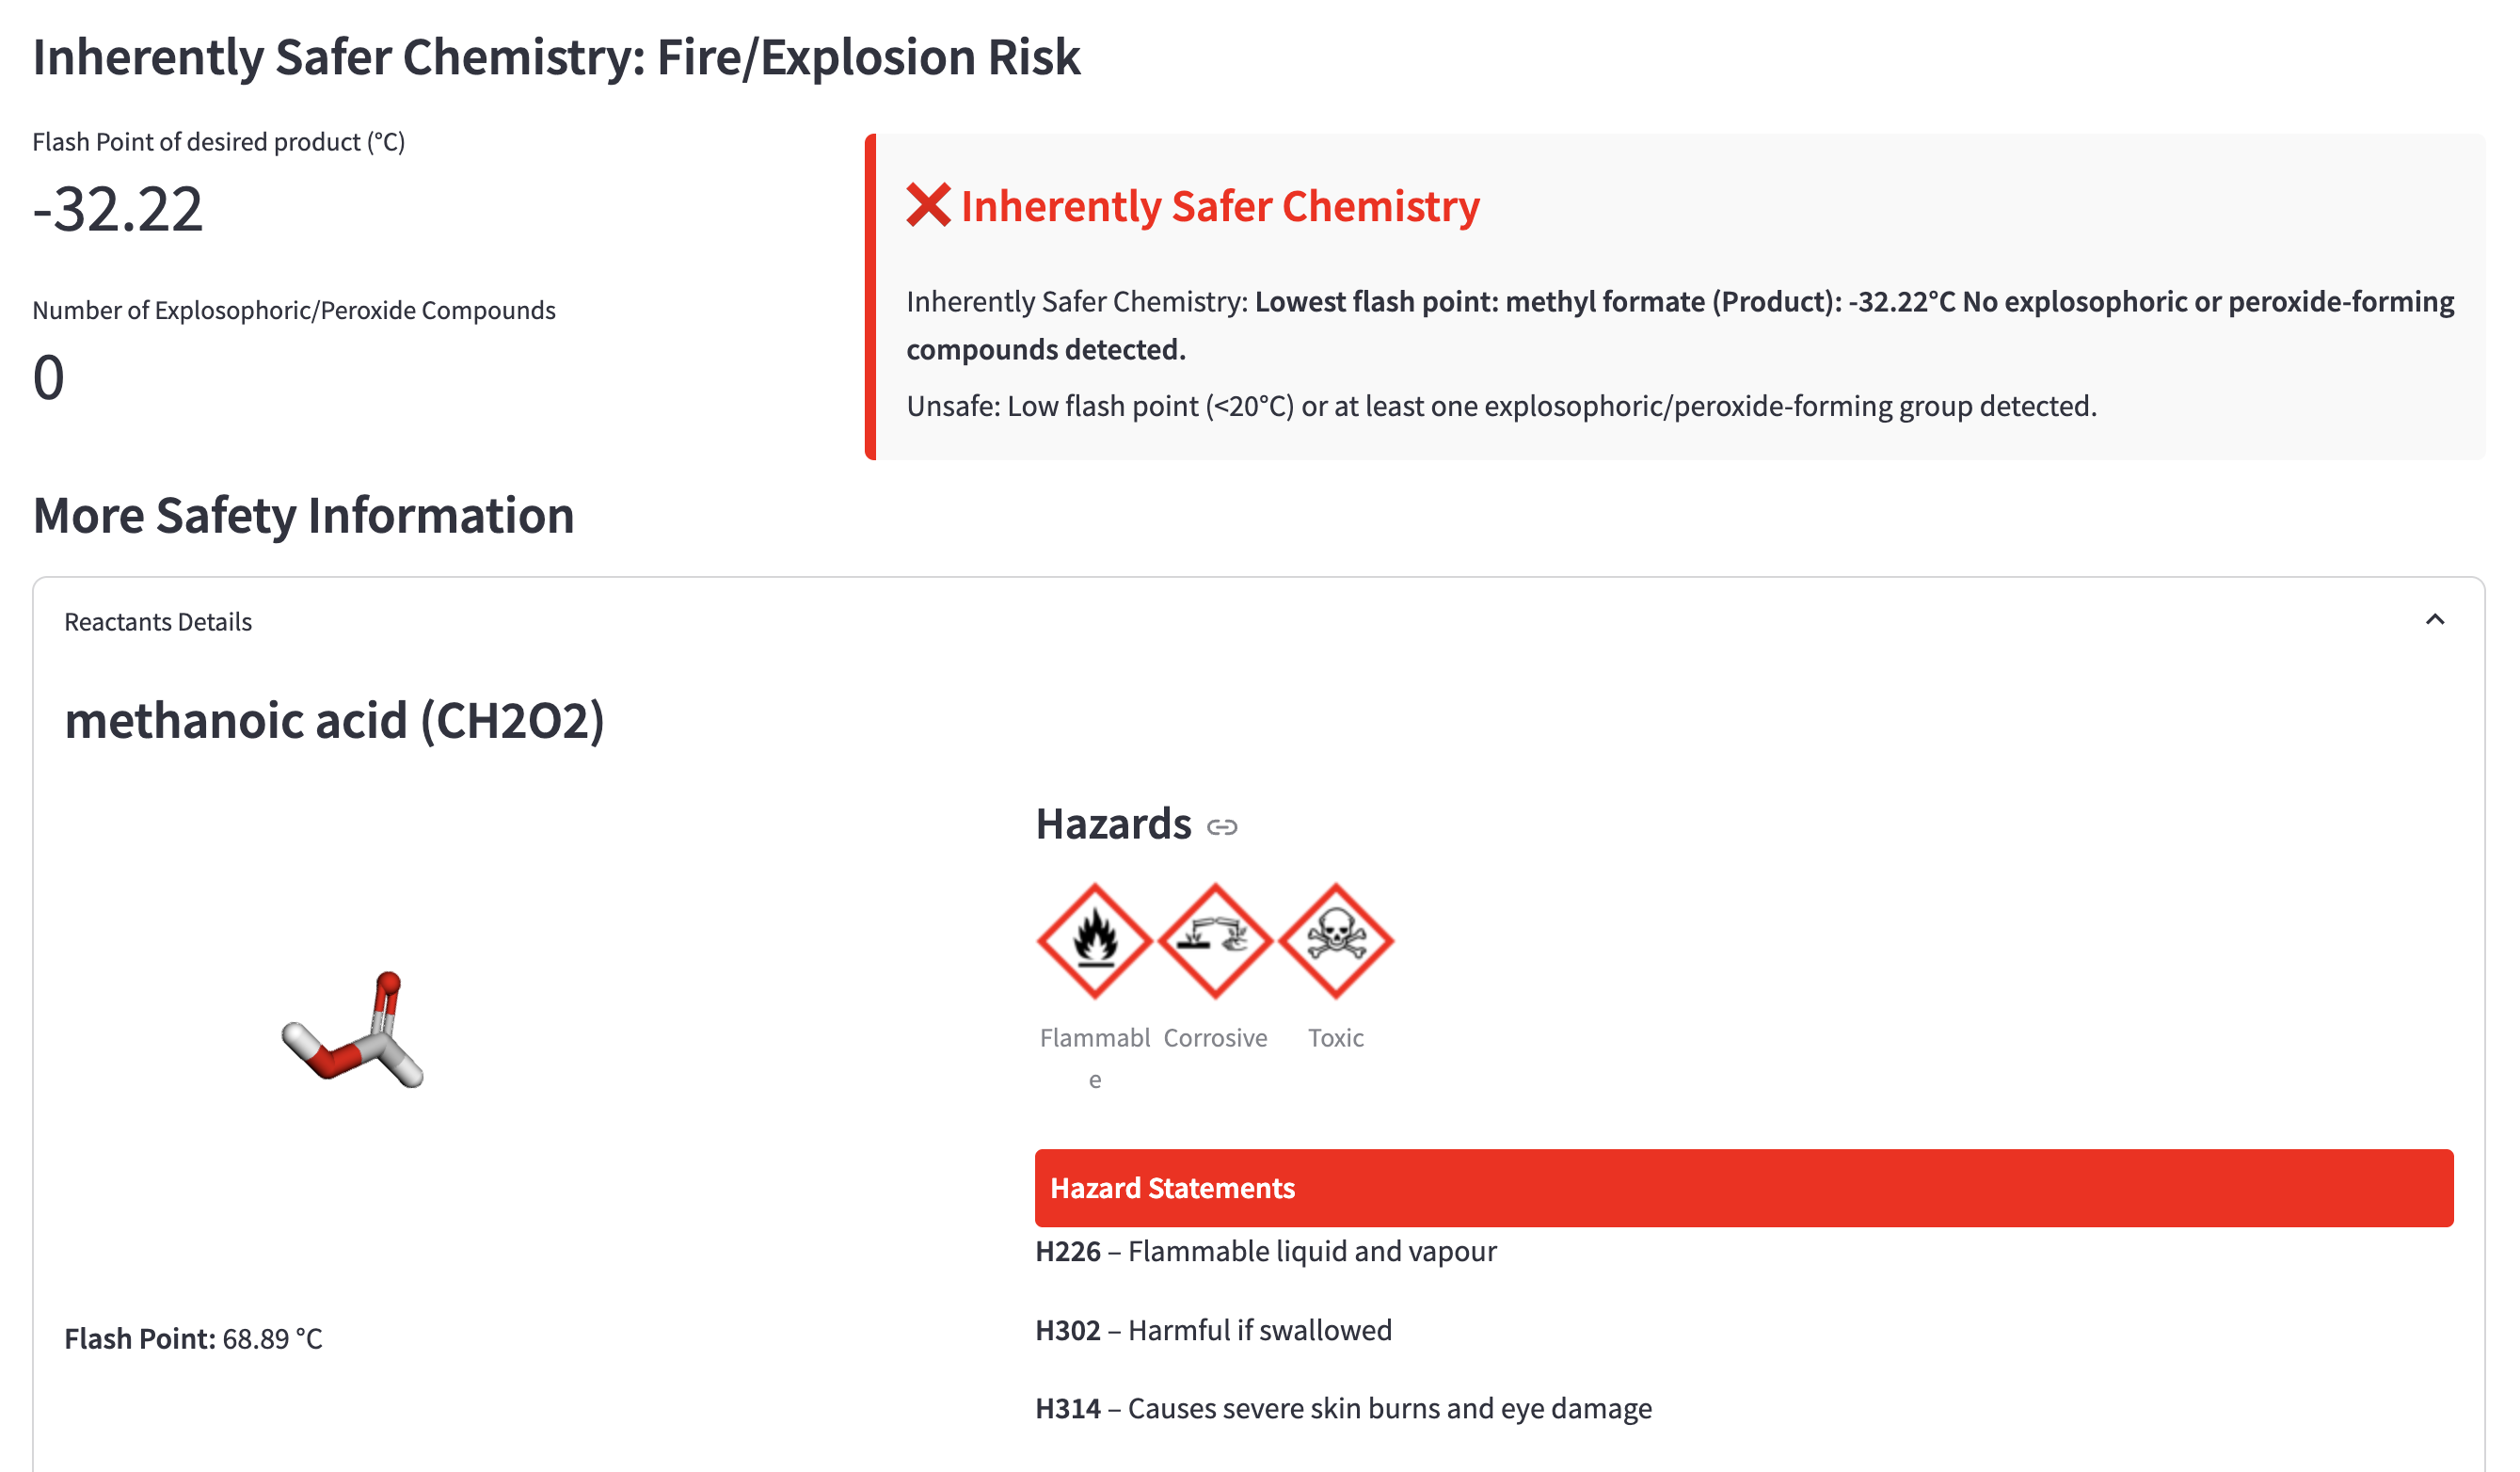 Inherently Safer Chemistry: Fire/Explosion Risk
Flash Point of desired product (°C)
-32.22
Number of Explosophoric/Peroxide Compounds
0
❌ Inherently Safer Chemistry
Inherently Safer Chemistry: Lowest flash point: methyl formate (Product): -32.22°C No explosophoric or peroxide-forming
compounds detected.
Unsafe: Low flash point (<20°C) or at least one explosophoric/peroxide-forming group detected.
More Safety Information
Reactants Details
methanoic acid (CH2O2)
Flash Point: 68.89 °C
Hazards
Flammabl
e
Corrosive
Toxic
Hazard Statements
H226 – Flammable liquid and vapour
H302 – Harmful if swallowed
H314 – Causes severe skin burns and eye damage